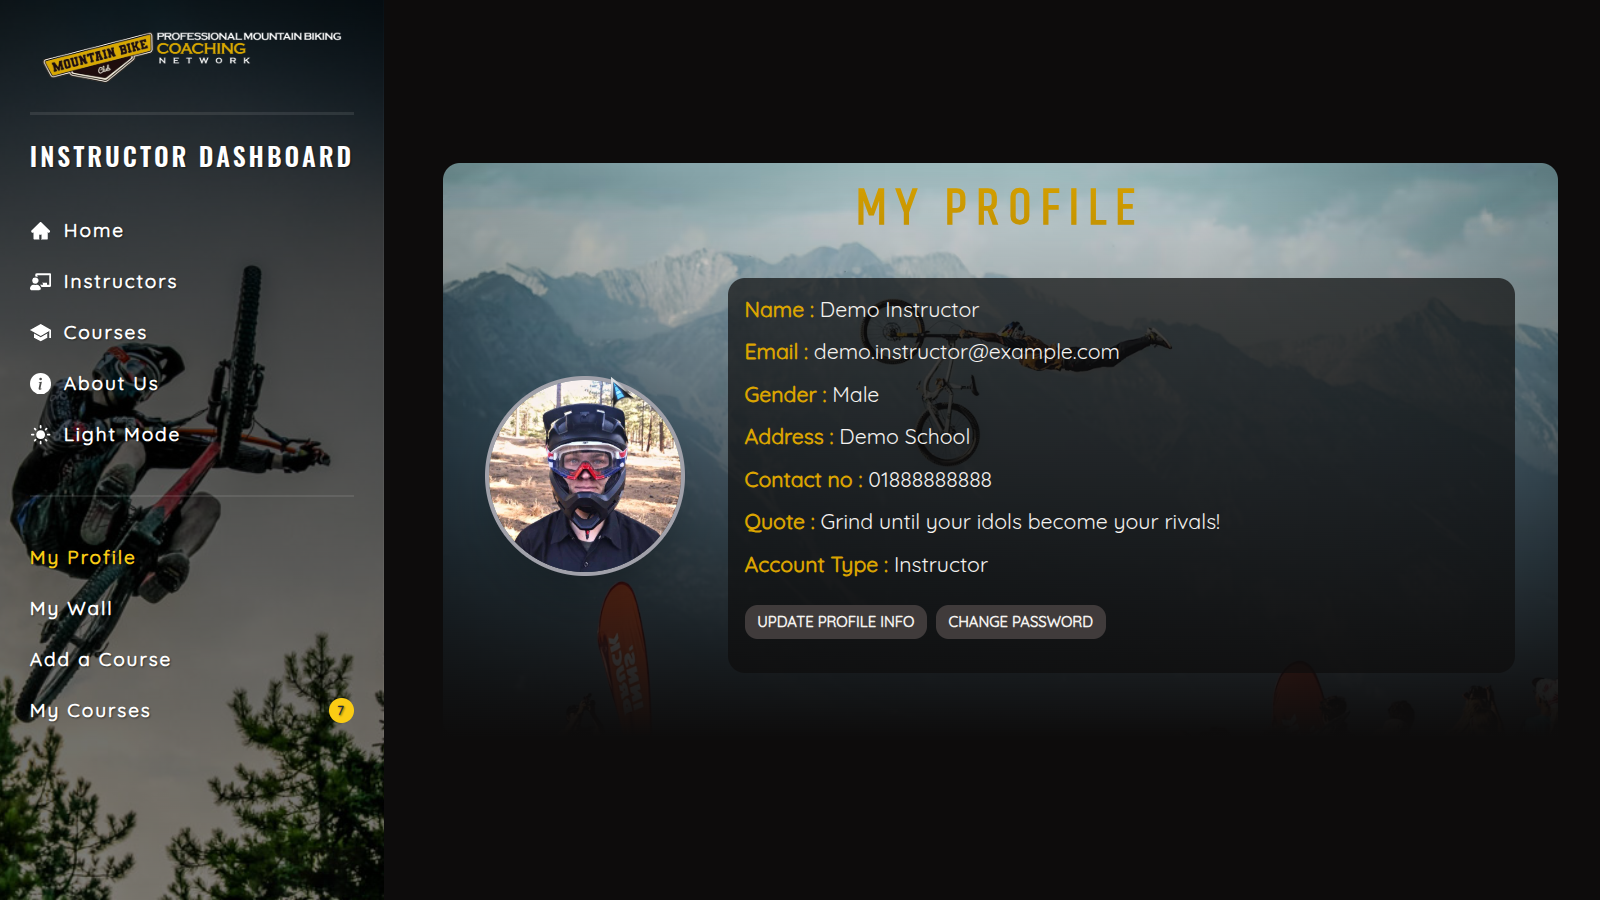 MOUNTAIN BIKE
Club
PROFESSIONAL MOUNTAIN BIKING
COACHING
NETWORK
INSTRUCTOR DASHBOARD
Home
Instructors
Courses
About Us
Light Mode
My Profile
My Wall
Add a Course
My Courses 7
MY PROFILE
Name : Demo Instructor
Email : demo.instructor@example.com
Gender : Male
Address : Demo School
Contact no : 01888888888
Quote : Grind until your idols become your rivals!
Account Type : Instructor
UPDATE PROFILE INFO CHANGE PASSWORD